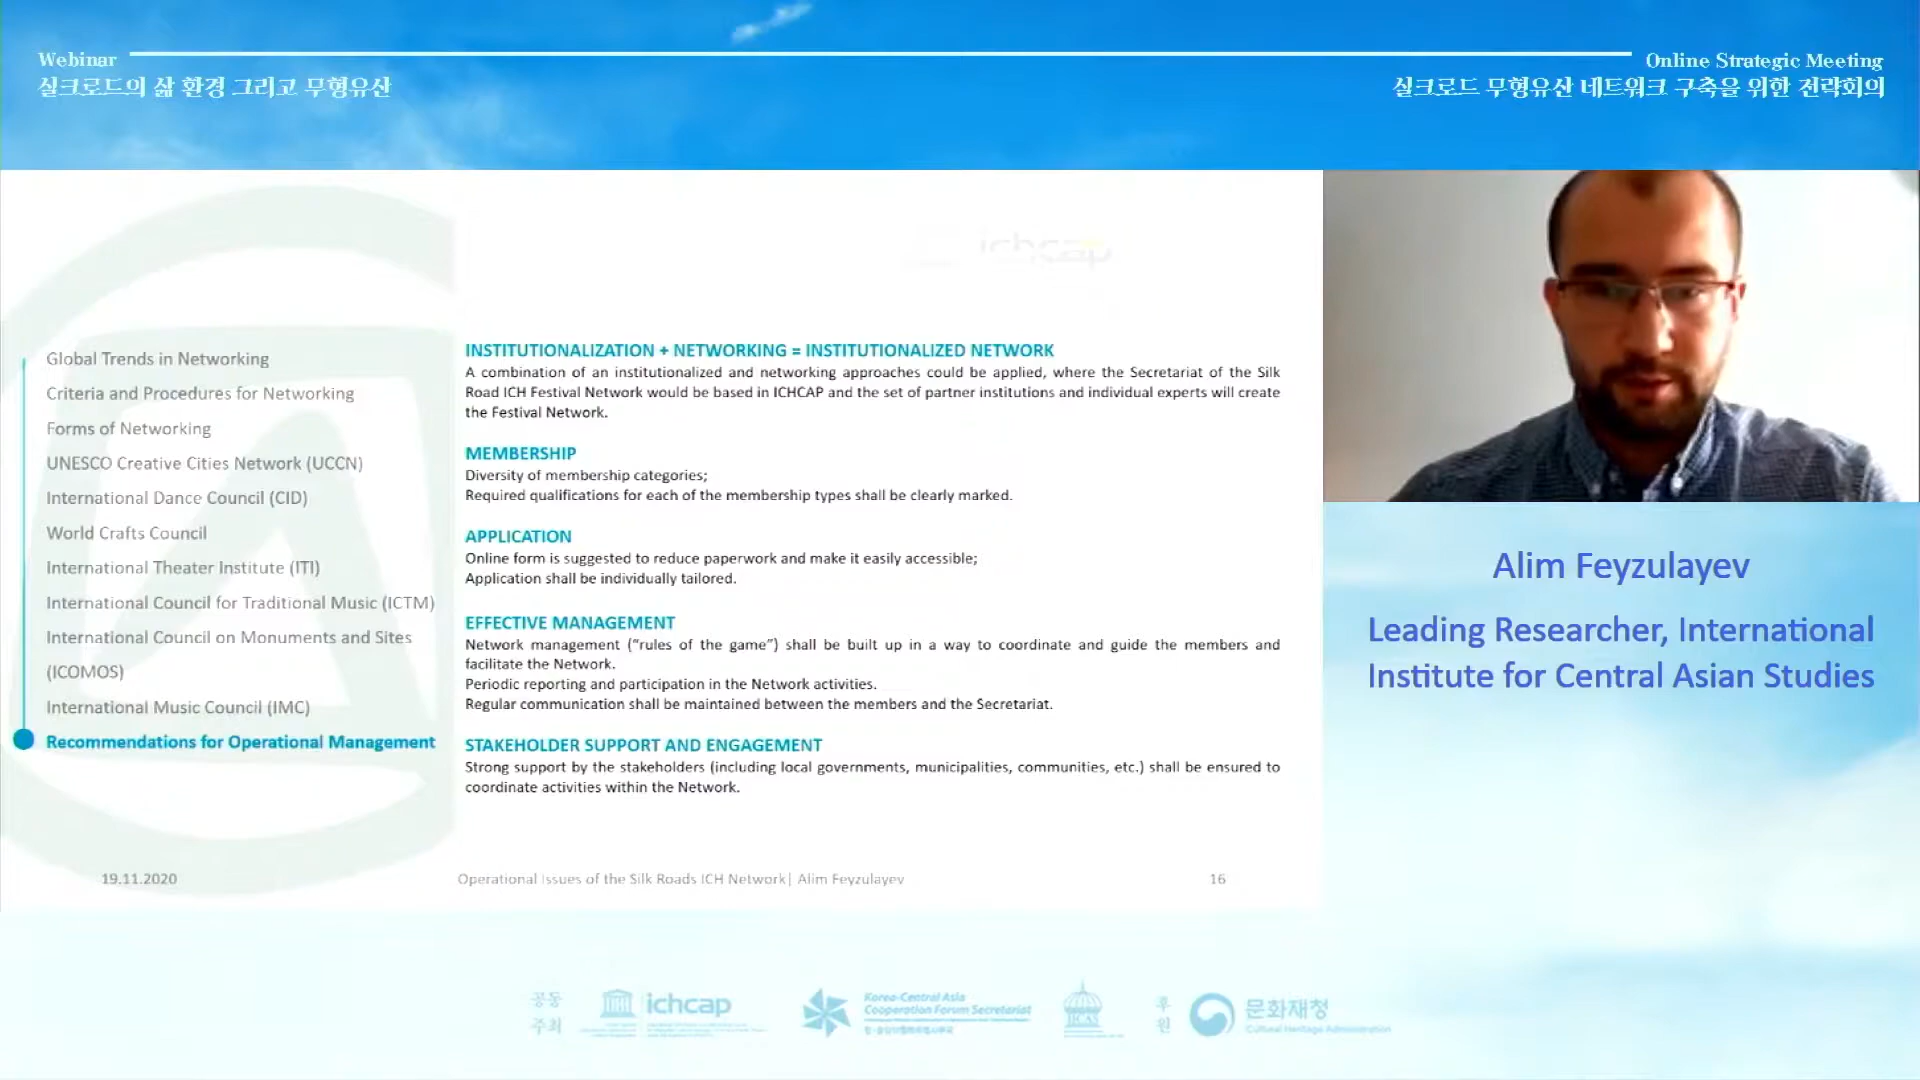 Webinar
실크로드의 삶 환경 그리고 무형유산
Online Strategic Meeting
실크로드 무형유산 네트워크 구축을 위한 전략회의
ichcap
Global Trends in Networking
Criteria and Procedures for Networking
Forms of Networking
UNESCO Creative Cities Network (UCCN)
International Dance Council (CID)
World Crafts Council
International Theater Institute (ITI)
International Council for Traditional Music (ICTM)
International Council on Monuments and Sites
(ICOMOS)
International Music Council (IMC)
Recommendations for Operational Management
INSTITUTIONALIZATION + NETWORKING = INSTITUTIONALIZED NETWORK
A combination of an institutionalized and networking approaches could be applied, where the Secretariat of the Silk
Road ICH Festival Network would be based in ICHCAP and the set of partner institutions and individual experts will create
the Festival Network.
MEMBERSHIP
Diversity of membership categories;
Required qualifications for each of the membership types shall be clearly marked.
APPLICATION
Online form is suggested to reduce paperwork and make it easily accessible;
Application shall be individually tailored.
EFFECTIVE MANAGEMENT
Network management (“rules of the game”) shall be built up in a way to coordinate and guide the members and
facilitate the Network.
Periodic reporting and participation in the Network activities.
Regular communication shall be maintained between the members and the Secretariat.
STAKEHOLDER SUPPORT AND ENGAGEMENT
Strong support by the stakeholders (including local governments, municipalities, communities, etc.) shall be ensured to
coordinate activities within the Network.
19.11.2020
Operational Issues of the Silk Roads ICH Network| Alim Feyzulayev
16
Alim Feyzulayev
Leading Researcher, International
Institute for Central Asian Studies
공동
주최
ichcap
Korea-Central Asia
Cooperation Forum Secretariat
IICAS
후
원
문화재청
Cultural Heritage Administration